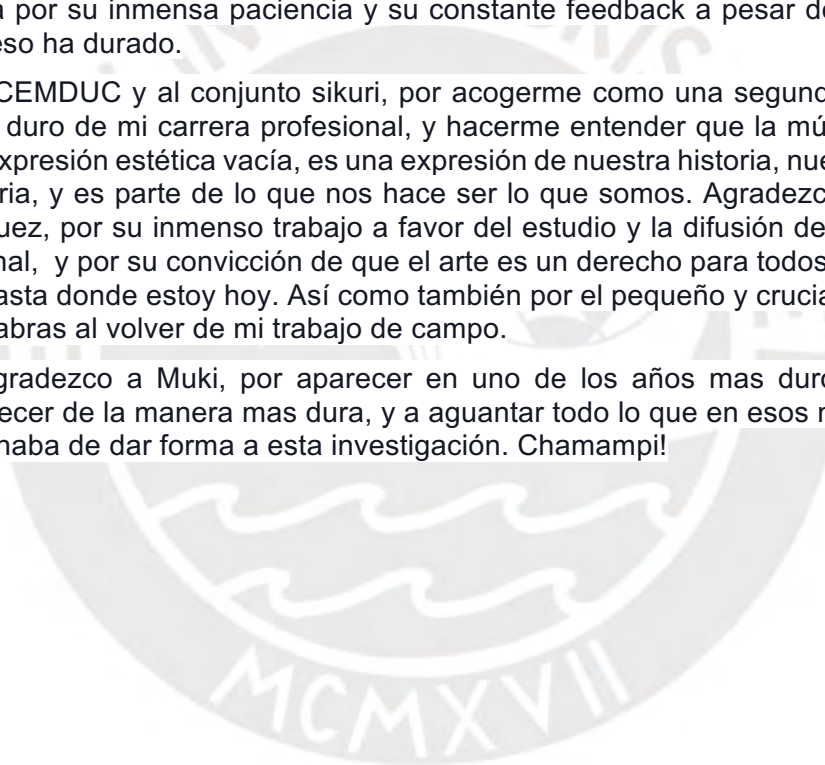 a por su inmensa paciencia y su constante feedback a pesar de
eso ha durado.
CEMDUC y al conjunto sikuri, por acogerme como una segund
duro de mi carrera profesional, y hacerme entender que la mú
expresión estética vacía, es una expresión de nuestra historia, nue
ria, y es parte de lo que nos hace ser lo que somos. Agradezc
uez, por su inmenso trabajo a favor del estudio y la difusión de
nal, y por su convicción de que el arte es un derecho para todos
asta donde estoy hoy. Así como también por el pequeño y crucia
abras al volver de mi trabajo de campo.
gradezco a Muki, por aparecer en uno de los años mas duro
ecer de la manera mas dura, y a aguantar todo lo que en esos
naba de dar forma a esta investigación. Chamampi!
MCMXVII